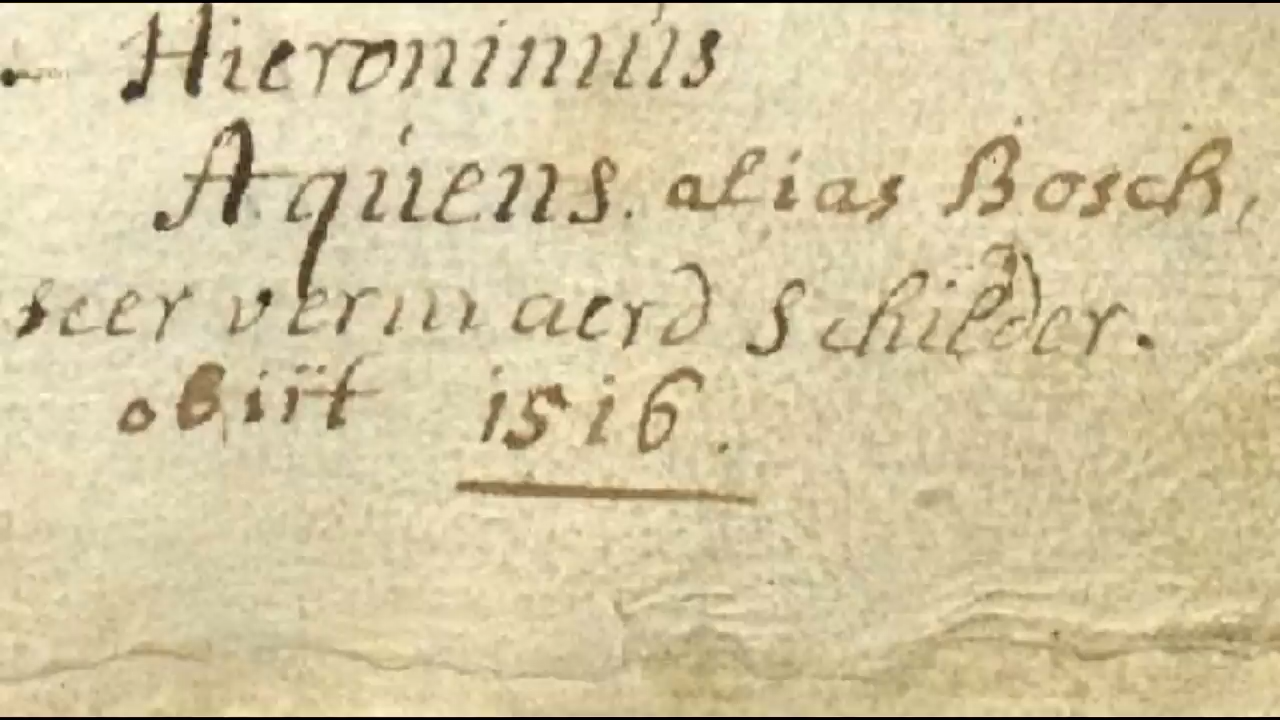 Hieronimus
Aquens. alias Bosch,
seer vermaerd Schilder.
obiit 1516.